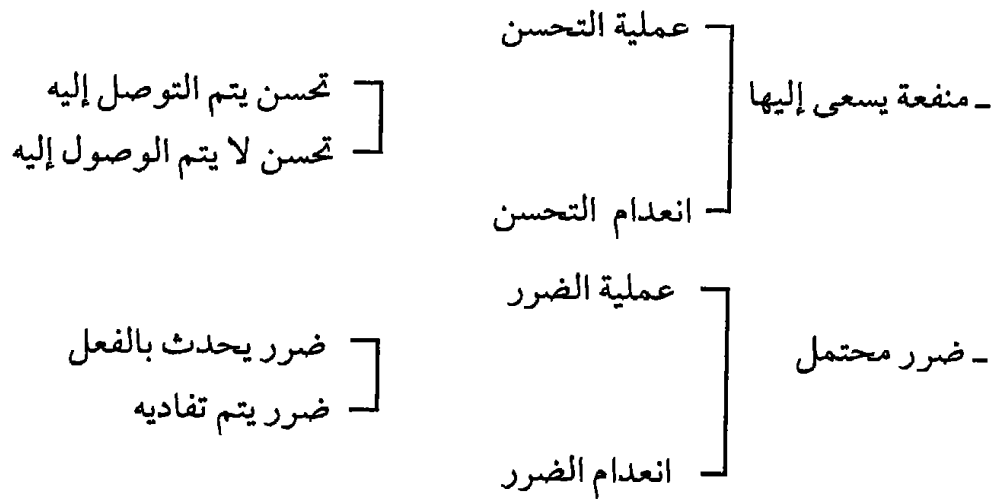 - منفعة يسعى إليها
عملية التحسن
تحسن يتم التوصل إليه
تحسن لا يتم الوصول إليه
انعدام التحسن
- ضرر محتمل
عملية الضرر
ضرر يحدث بالفعل
ضرر يتم تفاديه
انعدام الضرر